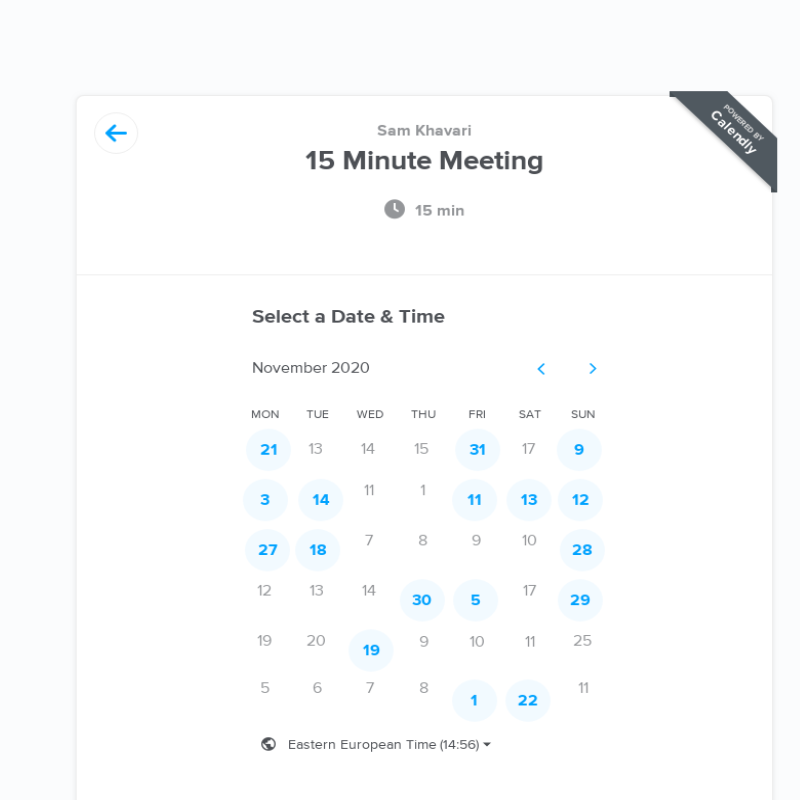 POWERED BY
Calendly
Sam Khavari
15 Minute Meeting
15 min
Select a Date & Time
November 2020
MON TUE WED THU FRI SAT SUN
21 13 14 15 31 17 9
3 14 11 1 11 13 12
27 18 7 8 9 10 28
12 13 14 30 5 17 29
19 20 19 9 10 11 25
5 6 7 8 1 22 11
Eastern European Time (14:56)